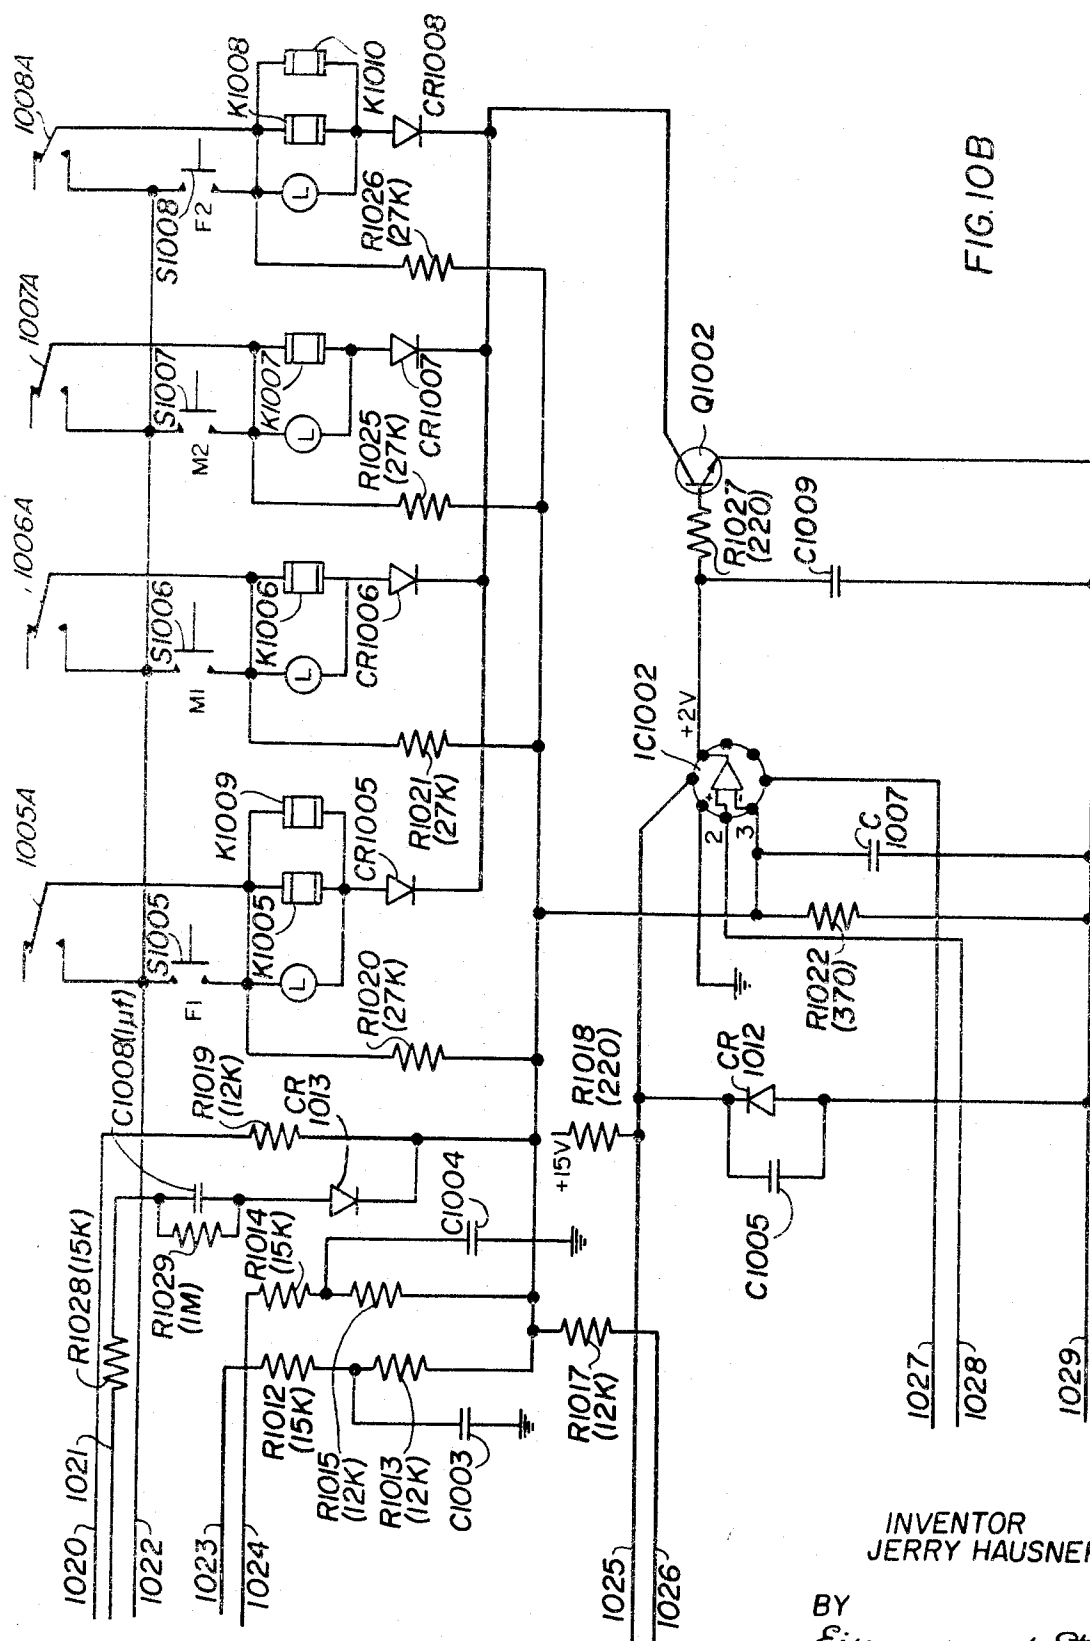 1008A
1007A
1006A
1005A
S1008
F2
K1008
K1010
CR1008
R1026
(27K)
S1007
M2
K1007
CR1007
R1025
(27K)
S1006
M1
K1006
CR1006
R1021
(27K)
S1005
F1
K1005
K1009
CR1005
R1020
(27K)
C1008(1µf)
R1019
(12K)
CR
1013
R1028(15K)
R1029
(1M)
R1014
(15K)
C1004
R1012
(15K)
R1015
(12K)
R1013
(12K)
C1003
R1017
(12K)
+15V
R1018
(220)
CR
1012
C1005
IC1002
+2V
+
-
2
3
R1022
(370)
C
1007
R1027
(220)
Q1002
C1009
L
L
L
L
1020
1021
1022
1023
1024
1025
1026
1027
1028
1029
FIG.10B
INVENTOR
JERRY HAUSNER
BY